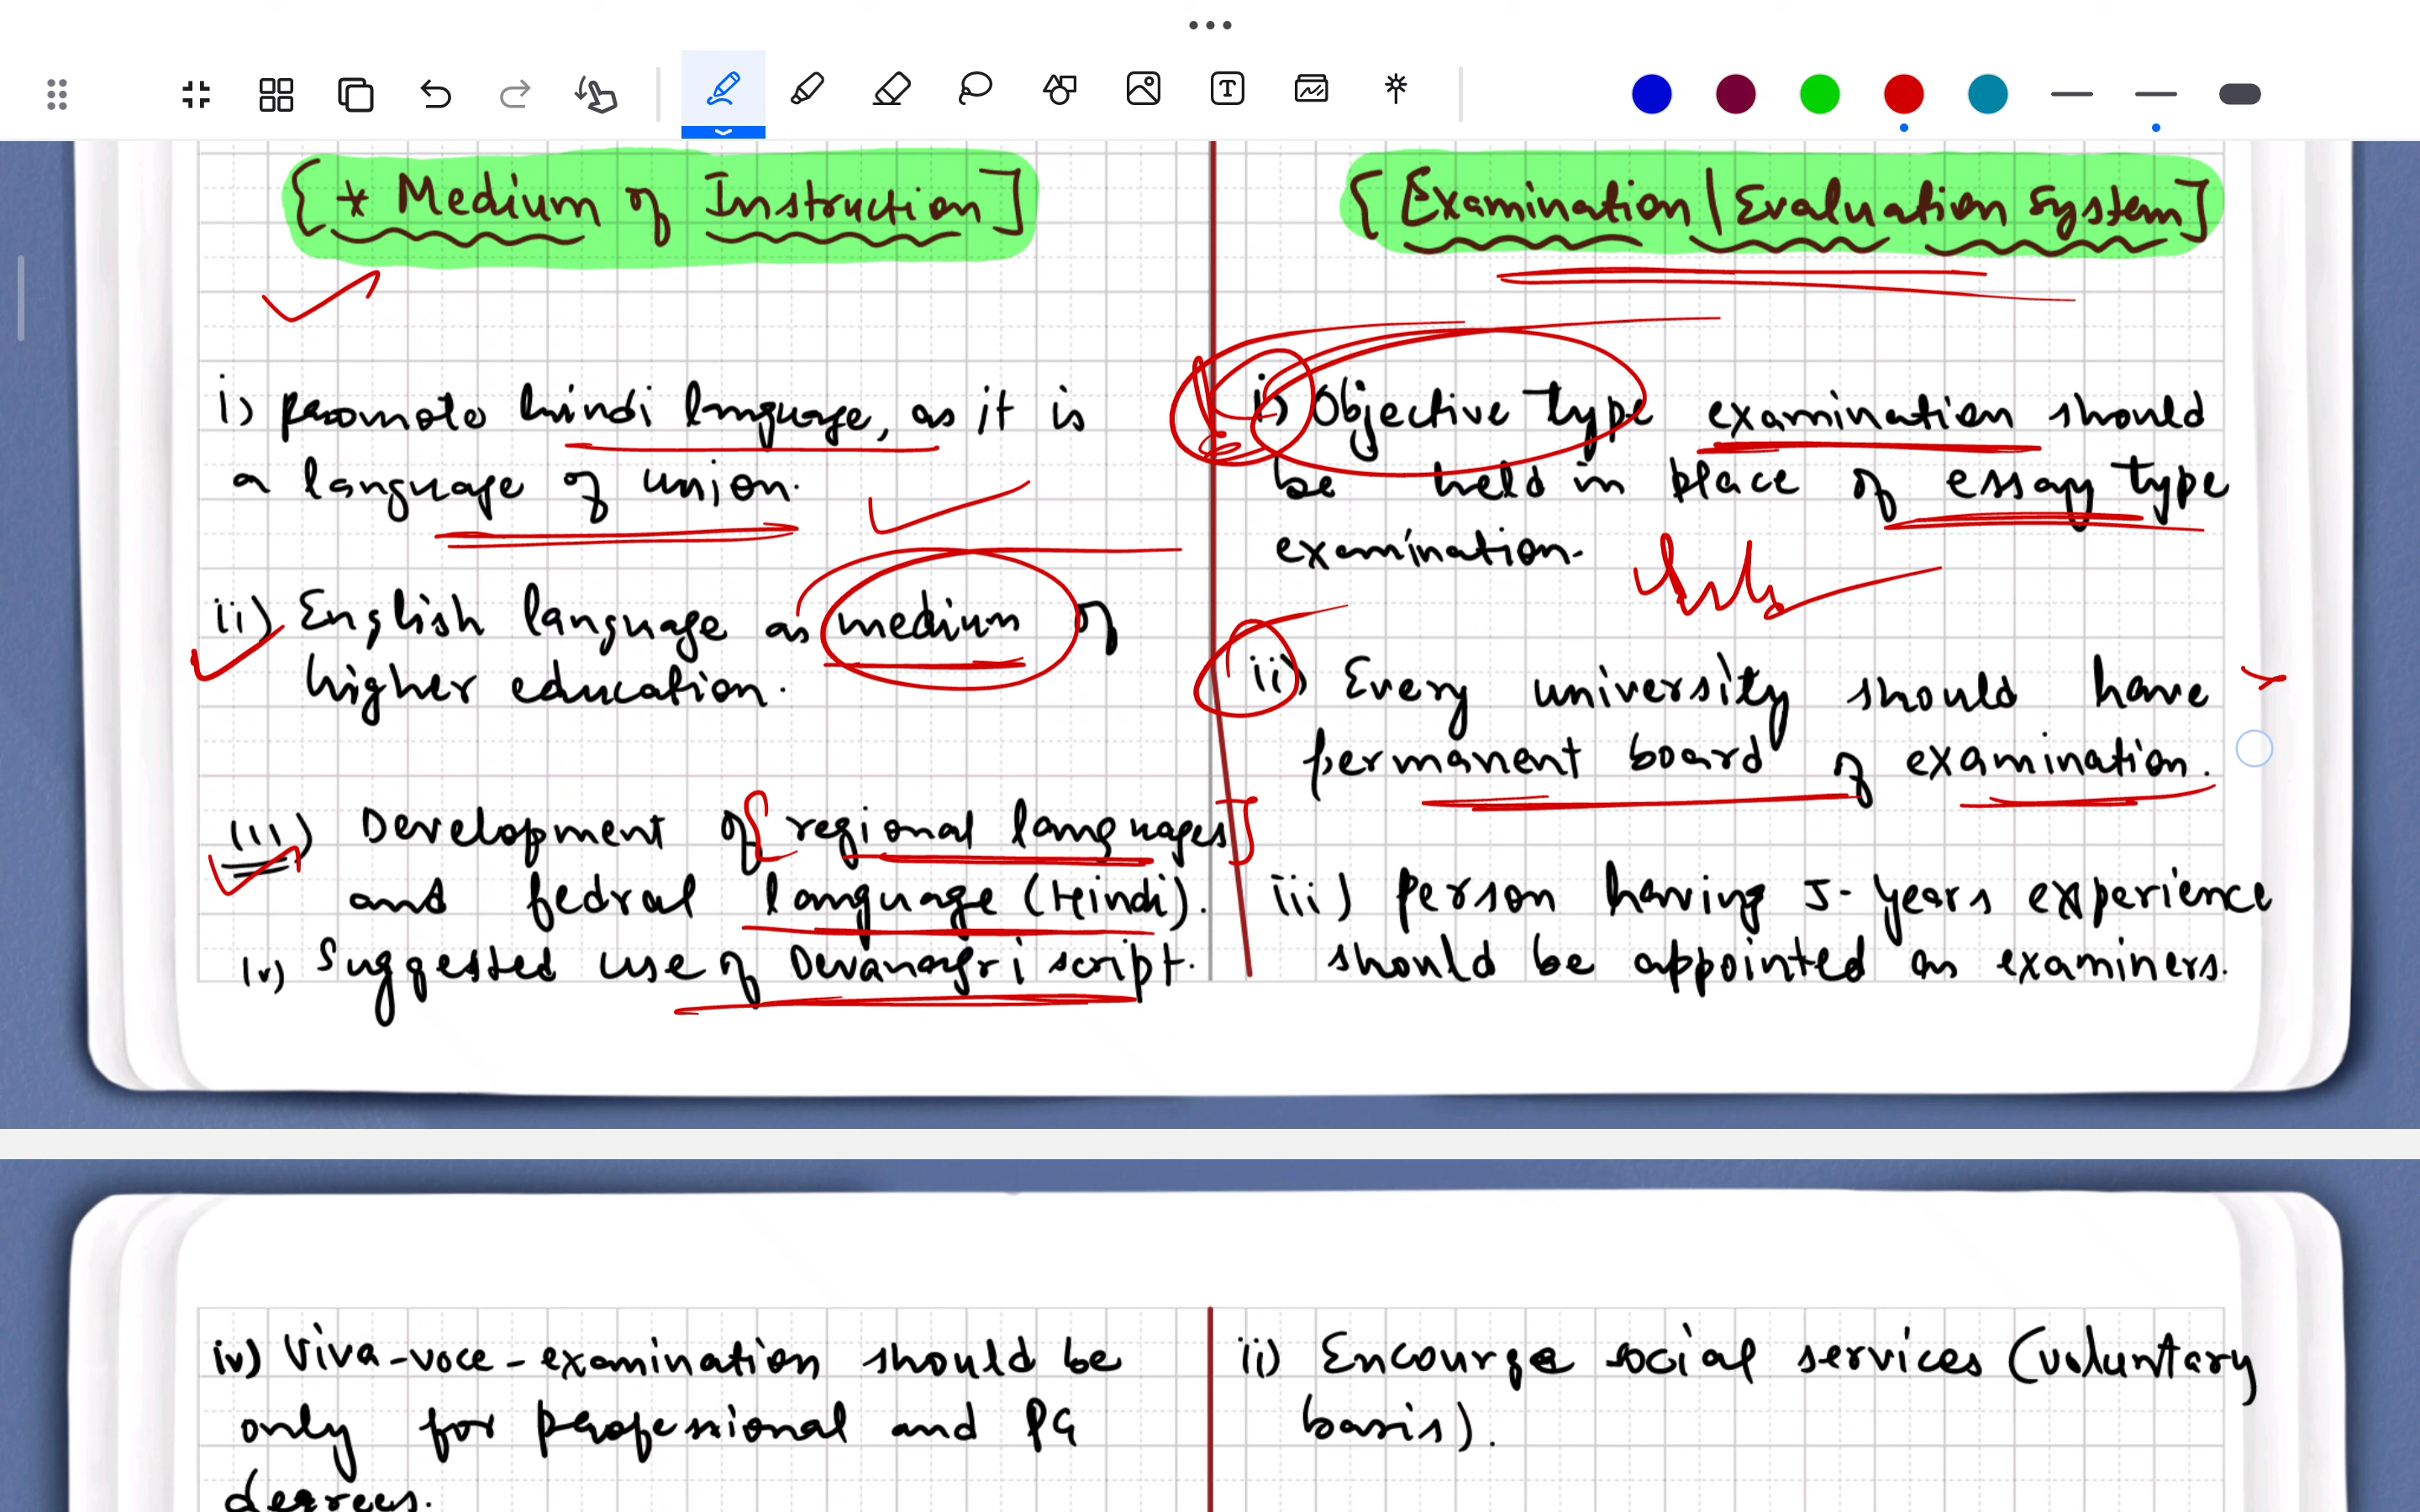 [* Medium of Instruction]
i) promote hindi language, as it is
a language of union.
ii) English language as medium of
higher education.
iii) Development of regional languages
and fedral language (Hindi).
iv) Suggested use of Devanagri script.
[Examination | Evaluation System]
i) Objective type examination should
be held in place of essay type
examination.
ii) Every university should have
permanent board of examination.
iii) Person having 5-years experience
should be appointed as examiners.
iv) Viva-voce-examination should be
only for professional and PG
degrees.
ii) Encourge social services (voluntary
basis).